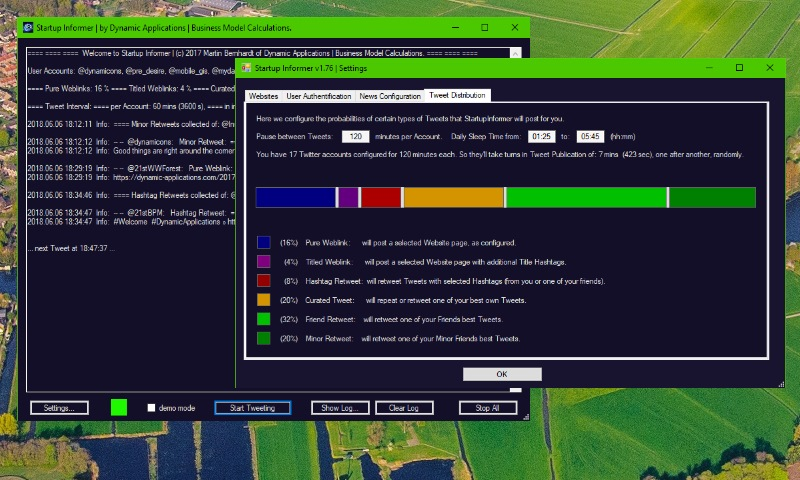 Startup Informer | by Dynamic Applications | Business Model Calculations.
==== ==== ==== Welcome to Startup Informer | (c) 2017 Martin Bernhardt of Dynamic Applications | Business Model Calculations. ==== ==== ====
User Accounts: @dynamicons, @pre_desire, @mobile_gis, @myda
==== Pure Weblinks: 16 % ==== Titled Weblinks: 4 % ==== Curated
==== Tweet Interval: ==== per Account: 60 mins (3600 s), ==== in
2018.06.06 18:12:11 Info: ==== Minor Retweets collected of:
2018.06.06 18:12:12 Info: -- -- @dynamicons: Minor Retweet: =
2018.06.06 18:12:12 Info: Good things are right around the corner
2018.06.06 18:29:19 Info: -- -- @21stWWForest: Pure Weblink:
2018.06.06 18:29:19 Info: https://dynamic-applications.com/2017
2018.06.06 18:34:46 Info: ==== Hashtag Retweets collected of: @
2018.06.06 18:34:47 Info: -- -- @21stBPM: Hashtag Retweet: =
2018.06.06 18:34:47 Info: #Welcome #DynamicApplications
... next Tweet at 18:47:37 ...
Settings...
demo mode
Start Tweeting
Show Log...
Clear Log
Stop All
Startup Informer v1.76 | Settings
Websites
User Authentification
News Configuration
Tweet Distribution
Here we configure the probabilities of certain types of Tweets that StartupInformer will post for you.
Pause between Tweets: 120 minutes per Account. Daily Sleep Time from: 01:25 to: 05:45 (hh:mm)
You have 17 Twitter accounts configured for 120 minutes each. So they'll take turns in Tweet Publication of: 7 mins (423 sec), one after another, randomly.
(16%) Pure Weblink: will post a selected Website page, as configured.
(4%) Titled Weblink: will post a selected Website page with additional Title Hashtags.
(8%) Hashtag Retweet: will retweet Tweets with selected Hashtags (from you or one of your friends).
(20%) Curated Tweet: will repeat or retweet one of your best own Tweets.
(32%) Friend Retweet: will retweet one of your Friends best Tweets.
(20%) Minor Retweet: will retweet one of your Minor Friends best Tweets.
OK